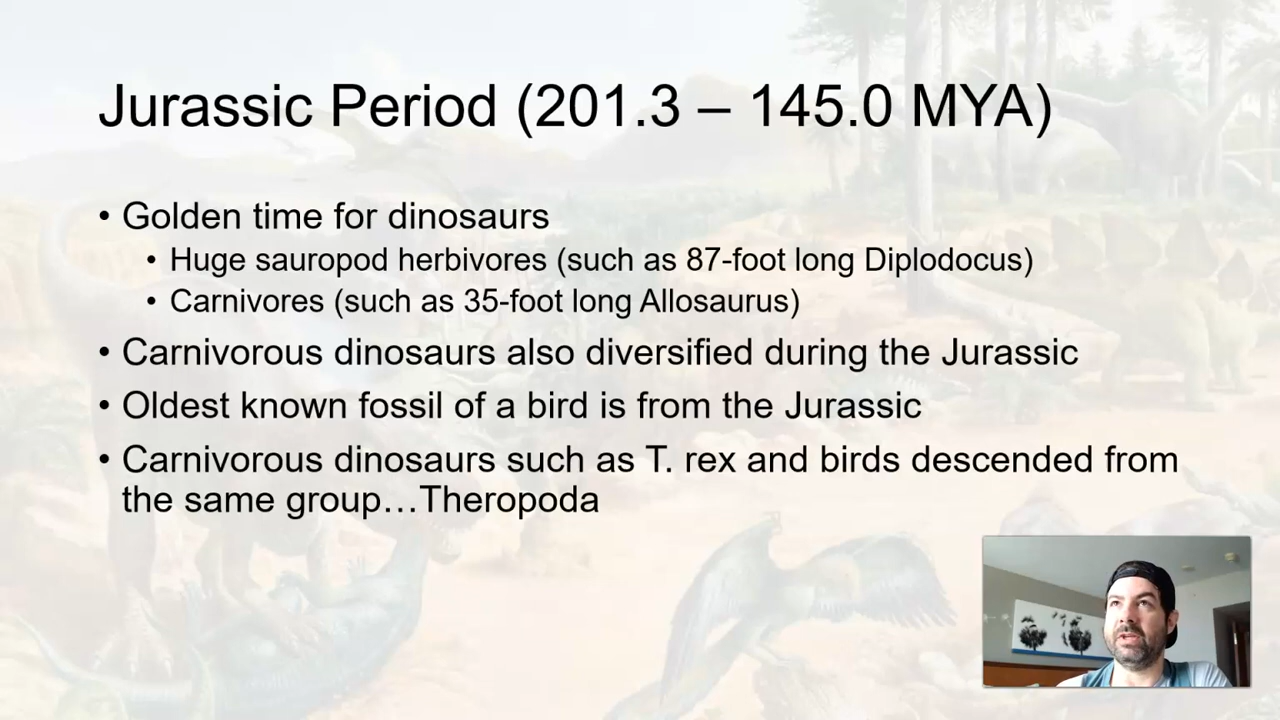 Jurassic Period (201.3 – 145.0 MYA)
• Golden time for dinosaurs
• Huge sauropod herbivores (such as 87-foot long Diplodocus)
• Carnivores (such as 35-foot long Allosaurus)
• Carnivorous dinosaurs also diversified during the Jurassic
• Oldest known fossil of a bird is from the Jurassic
• Carnivorous dinosaurs such as T. rex and birds descended from
the same group…Theropoda